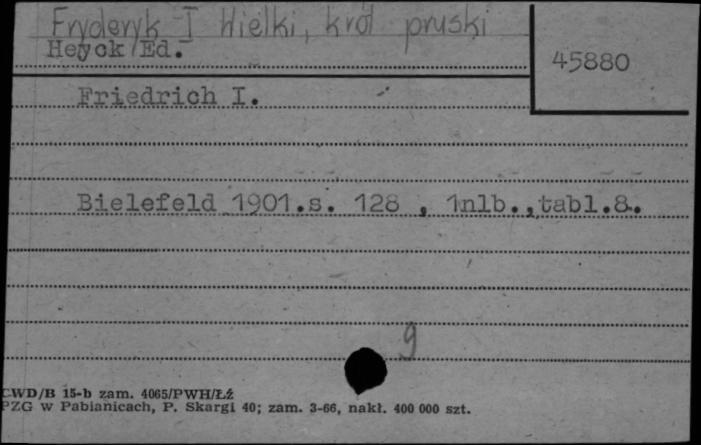 Fryderyk I Wielki, król pruski
Heyck Ed.
45880
Friedrich I.
Bielefeld 1901.s. 128 , 1nlb.,tabl.8.
9
CWD/B 15-b zam. 4065/PWH/Łź
PZG w Pabianicach, P. Skargi 40; zam. 3-66, nakł. 400 000 szt.